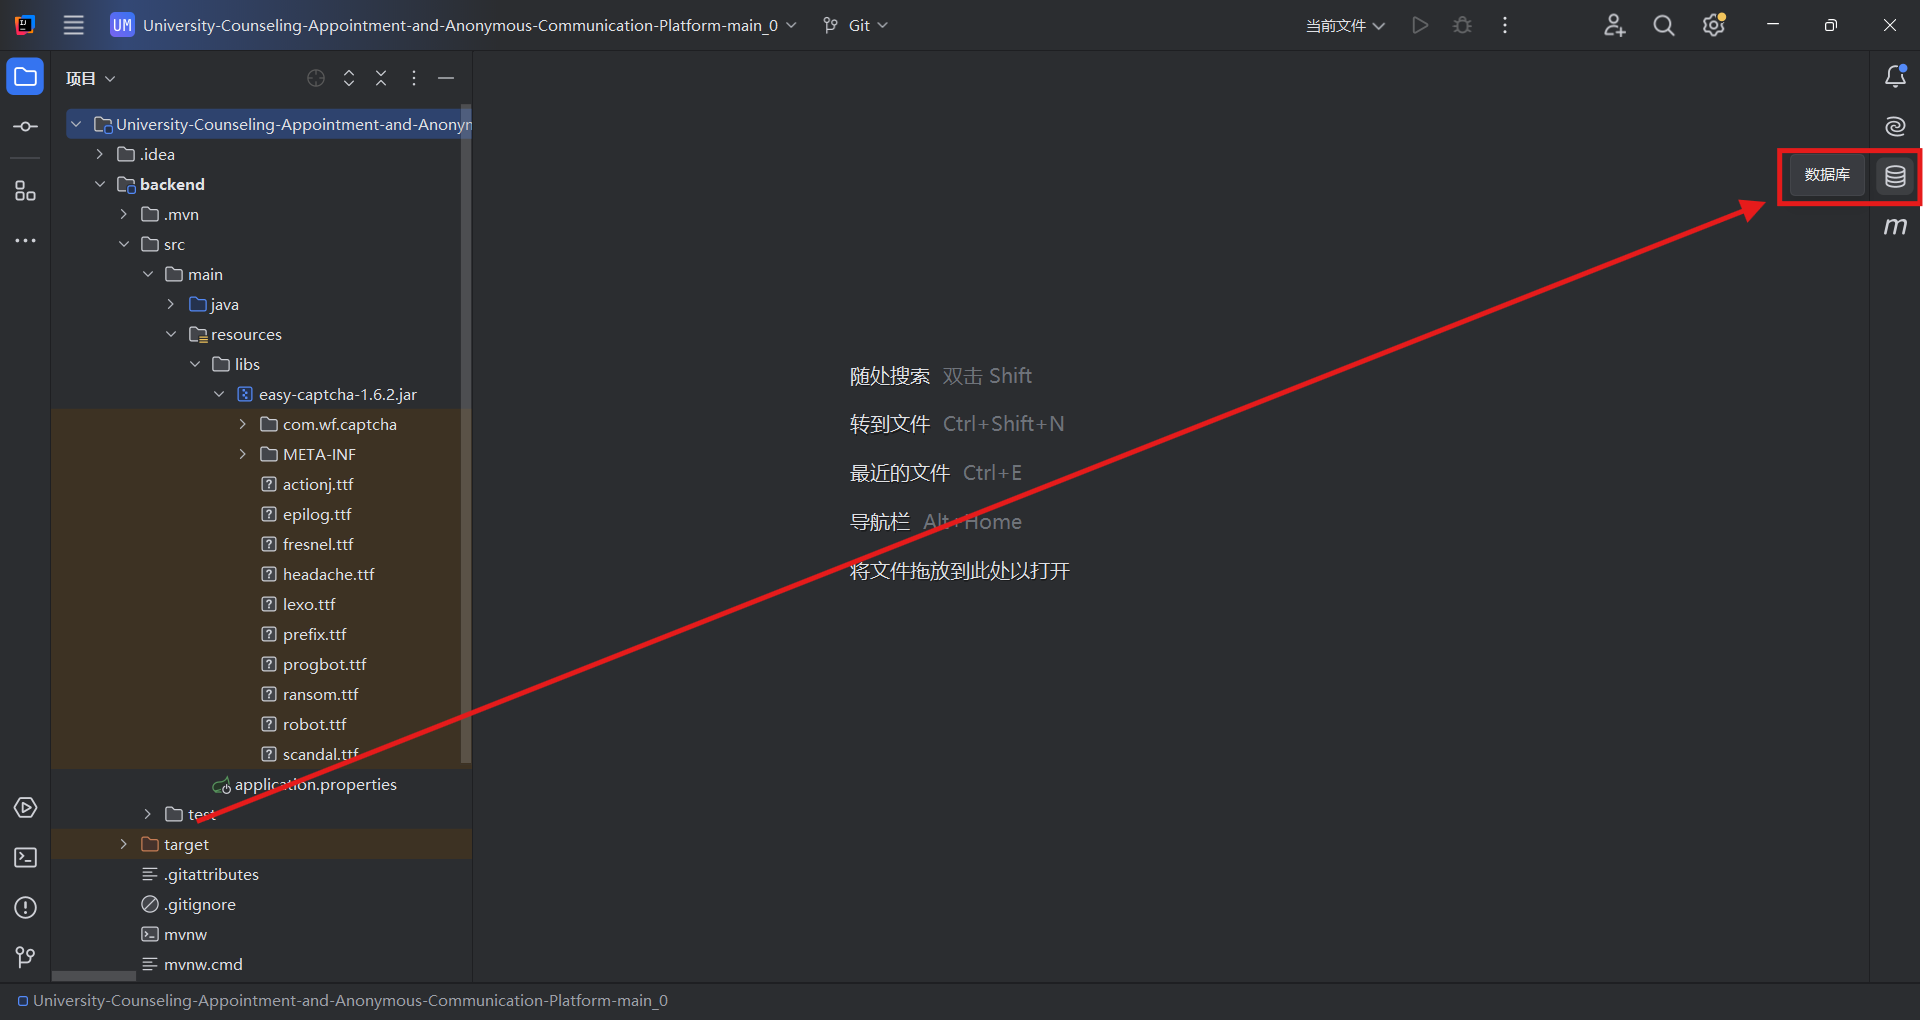 UM University-Counseling-Appointment-and-Anonymous-Communication-Platform-main_0 Git 当前文件
项目
University-Counseling-Appointment-and-Anonyn
.idea
backend
.mvn
src
main
java
resources
libs
easy-captcha-1.6.2.jar
com.wf.captcha
META-INF
actionj.ttf
epilog.ttf
fresnel.ttf
headache.ttf
lexo.ttf
prefix.ttf
progbot.ttf
ransom.ttf
robot.ttf
scandal.ttf
application.properties
test
target
.gitattributes
.gitignore
mvnw
mvnw.cmd
随处搜索 双击 Shift
转到文件 Ctrl+Shift+N
最近的文件 Ctrl+E
导航栏 Alt+Home
将文件拖放到此处以打开
数据库
m
University-Counseling-Appointment-and-Anonymous-Communication-Platform-main_0